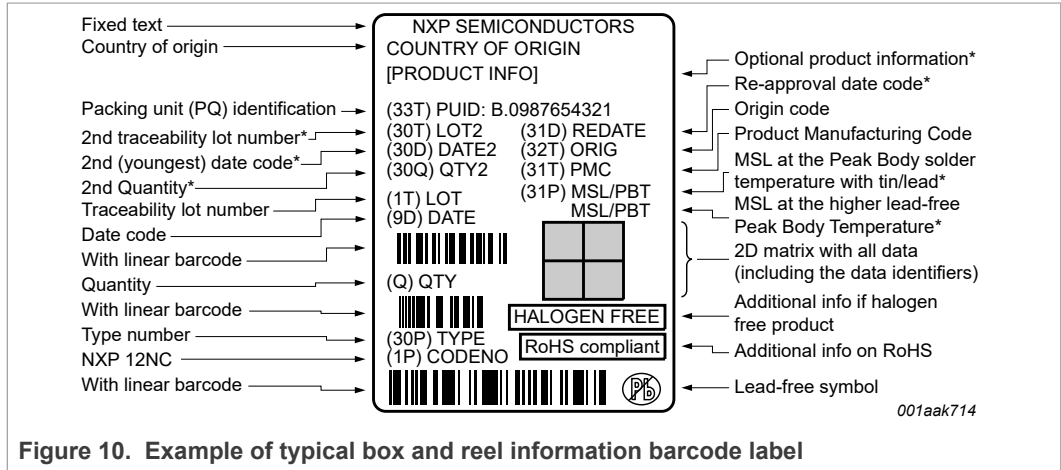 Fixed text
Country of origin
Packing unit (PQ) identification
2nd traceability lot number*
2nd (youngest) date code*
2nd Quantity*
Traceability lot number
Date code
With linear barcode
Quantity
With linear barcode
Type number
NXP 12NC
With linear barcode
NXP SEMICONDUCTORS
COUNTRY OF ORIGIN
[PRODUCT INFO]
(33T) PUID: B.0987654321
(30T) LOT2 (31D) REDATE
(30D) DATE2 (32T) ORIG
(30Q) QTY2 (31T) PMC
(31P) MSL/PBT
(1T) LOT MSL/PBT
(9D) DATE
(Q) QTY
HALOGEN FREE
(30P) TYPE
RoHS compliant
(1P) CODENO
Pb
Optional product information*
Re-approval date code*
Origin code
Product Manufacturing Code
MSL at the Peak Body solder
temperature with tin/lead*
MSL at the higher lead-free
Peak Body Temperature*
2D matrix with all data
(including the data identifiers)
Additional info if halogen
free product
Additional info on RoHS
Lead-free symbol
001aak714
Figure 10. Example of typical box and reel information barcode label